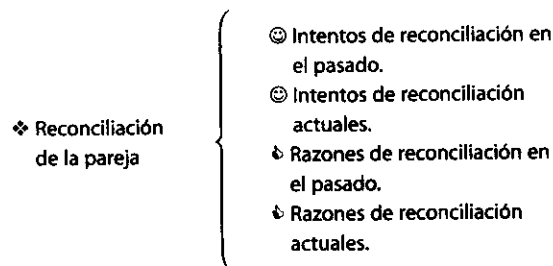 ❖ Reconciliación
de la pareja
☺ Intentos de reconciliación en
el pasado.
☺ Intentos de reconciliación
actuales.
👍 Razones de reconciliación en
el pasado.
👍 Razones de reconciliación
actuales.